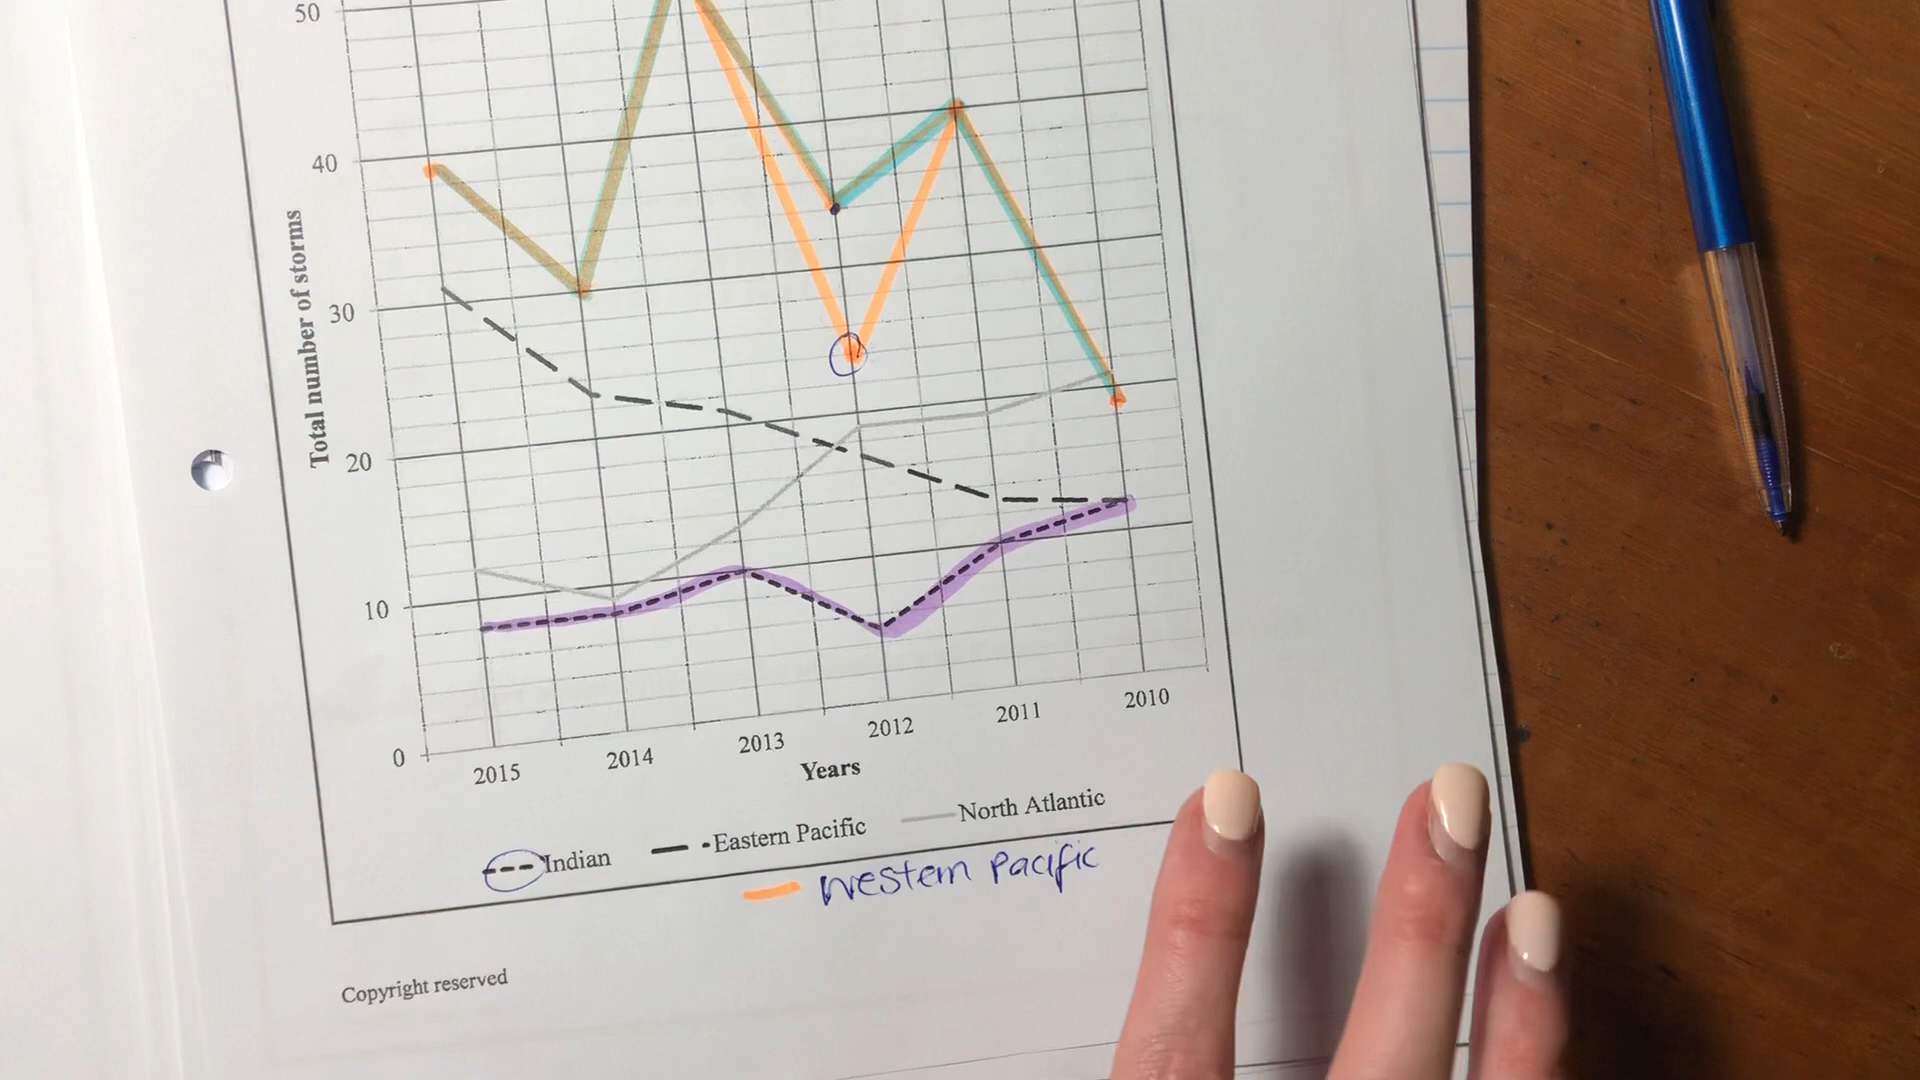 50
40
30
20
10
0
Total number of storms
2015 2014 2013 2012 2011 2010
Years
Indian Eastern Pacific North Atlantic
Western Pacific
Copyright reserved